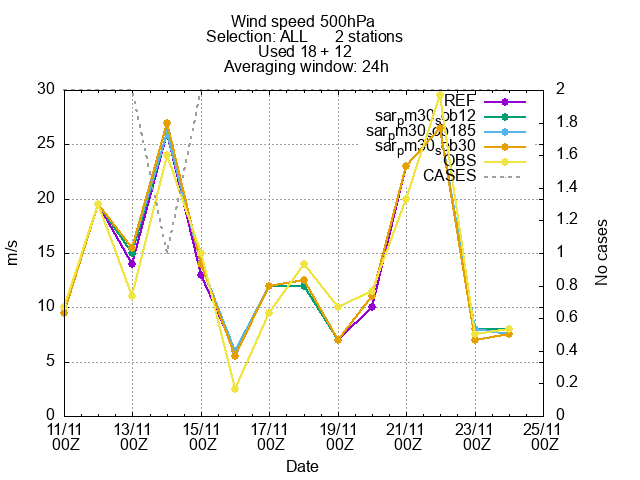 Wind speed 500hPa
Selection: ALL 2 stations
Used 18 + 12
Averaging window: 24h
30
25
20
15
10
5
0
m/s
2
1.8
1.6
1.4
1.2
1
0.8
0.6
0.4
0.2
0
No cases
REF
sar_pm30_sob12
CASES
11/11 00Z
13/11 00Z
15/11 00Z
17/11 00Z
19/11 00Z
21/11 00Z
23/11 00Z
25/11 00Z
Date